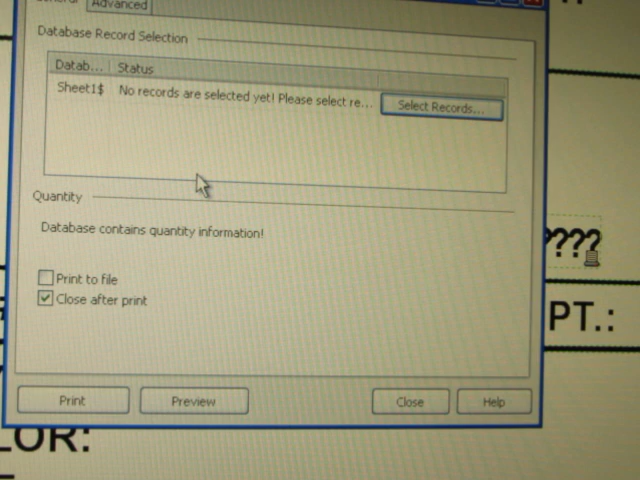 General Advanced
Database Record Selection
Datab... Status
Sheet1$ No records are selected yet! Please select re... Select Records...
Quantity
Database contains quantity information!
????
Print to file
Close after print
PT.:
Print Preview Close Help
LOR: